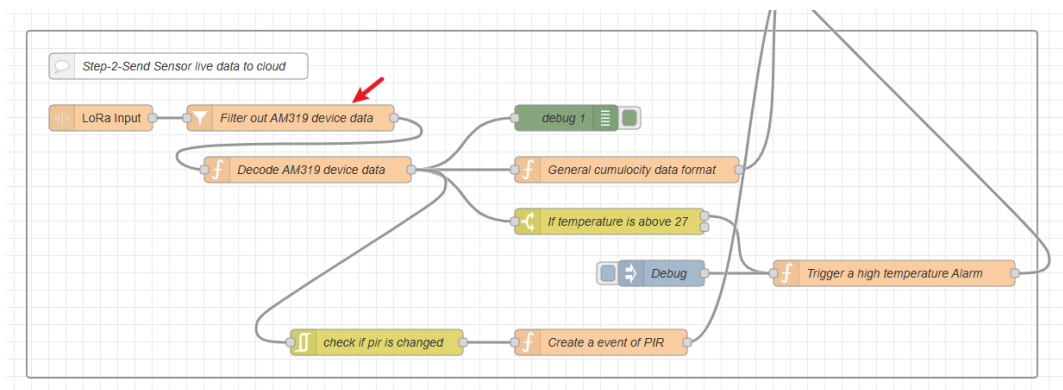 Step-2-Send Sensor live data to cloud
LoRa Input
Filter out AM319 device data
debug 1
Decode AM319 device data
General cumulocity data format
If temperature is above 27
Debug
Trigger a high temperature Alarm
check if pir is changed
Create a event of PIR